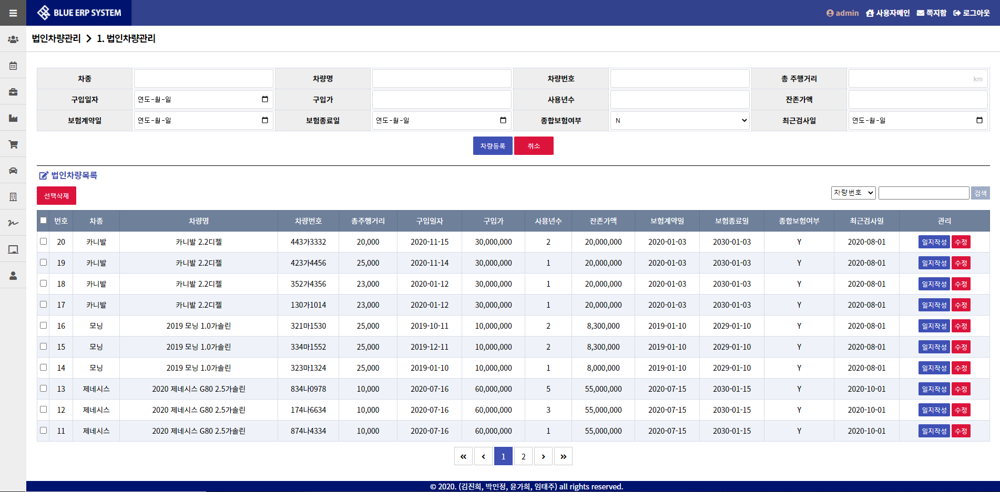 BLUE ERP SYSTEM admin 사용자메인 쪽지함 로그아웃
법인차량관리 > 1. 법인차량관리
차종 차량명 차량번호 총 주행거리 km
구입일자 연도-월-일 구입가 사용년수 잔존가액
보험계약일 연도-월-일 보험종료일 연도-월-일 종합보험여부 N 최근검사일 연도-월-일
차량등록 취소
법인차량목록
선택삭제 차량번호 검색
번호 차종 차량명 차량번호 총주행거리 구입일자 구입가 사용년수 잔존가액 보험계약일 보험종료일 종합보험여부 최근검사일 관리
20 카니발 카니발 2.2디젤 443가3332 20,000 2020-11-15 30,000,000 2 20,000,000 2020-01-03 2030-01-03 Y 2020-08-01 일지작성 수정
19 카니발 카니발 2.2디젤 423가4456 25,000 2020-11-14 30,000,000 1 20,000,000 2020-01-03 2030-01-03 Y 2020-08-01 일지작성 수정
18 카니발 카니발 2.2디젤 352가4356 23,000 2020-01-12 30,000,000 1 20,000,000 2020-01-03 2030-01-03 Y 2020-08-01 일지작성 수정
17 카니발 카니발 2.2디젤 130가1014 23,000 2020-01-12 30,000,000 1 20,000,000 2020-01-03 2030-01-03 Y 2020-08-01 일지작성 수정
16 모닝 2019 모닝 1.0가솔린 321마1530 25,000 2019-10-11 10,000,000 2 8,300,000 2019-01-10 2029-01-10 Y 2020-08-01 일지작성 수정
15 모닝 2019 모닝 1.0가솔린 334마1552 25,000 2019-12-11 10,000,000 2 8,300,000 2019-01-10 2029-01-10 Y 2020-08-01 일지작성 수정
14 모닝 2019 모닝 1.0가솔린 323마1324 25,000 2019-01-10 10,000,000 1 8,000,000 2019-01-10 2029-01-10 Y 2020-08-01 일지작성 수정
13 제네시스 2020 제네시스 G80 2.5가솔린 834나0978 10,000 2020-07-16 60,000,000 5 55,000,000 2020-07-15 2030-01-15 Y 2020-10-01 일지작성 수정
12 제네시스 2020 제네시스 G80 2.5가솔린 174나6634 10,000 2020-07-16 60,000,000 3 55,000,000 2020-07-15 2030-01-15 Y 2020-10-01 일지작성 수정
11 제네시스 2020 제네시스 G80 2.5가솔린 874나4334 10,000 2020-07-16 60,000,000 1 55,000,000 2020-07-15 2030-01-15 Y 2020-10-01 일지작성 수정
« ‹ 1 2 › »
© 2020. (김진희, 박민정, 윤가희, 임태주) all rights reserved.